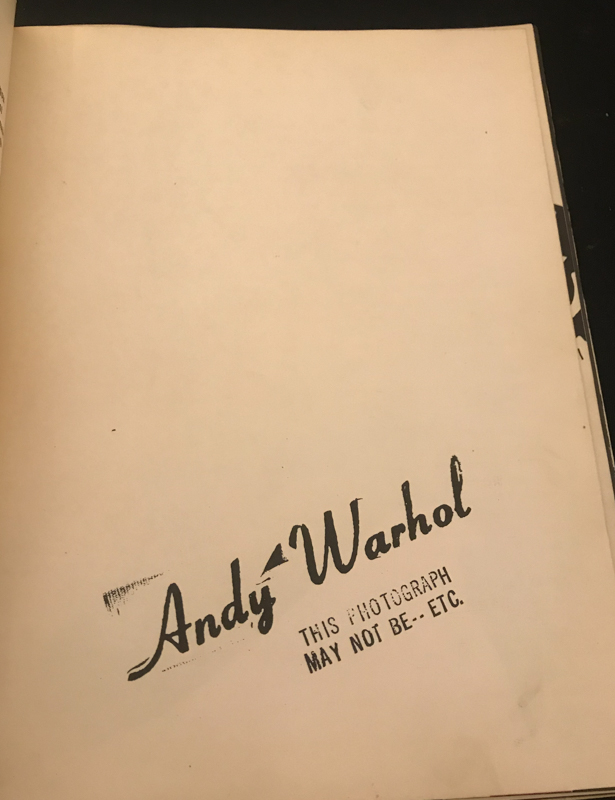 Andy Warhol
THIS PHOTOGRAPH
MAY NOT BE-- ETC.